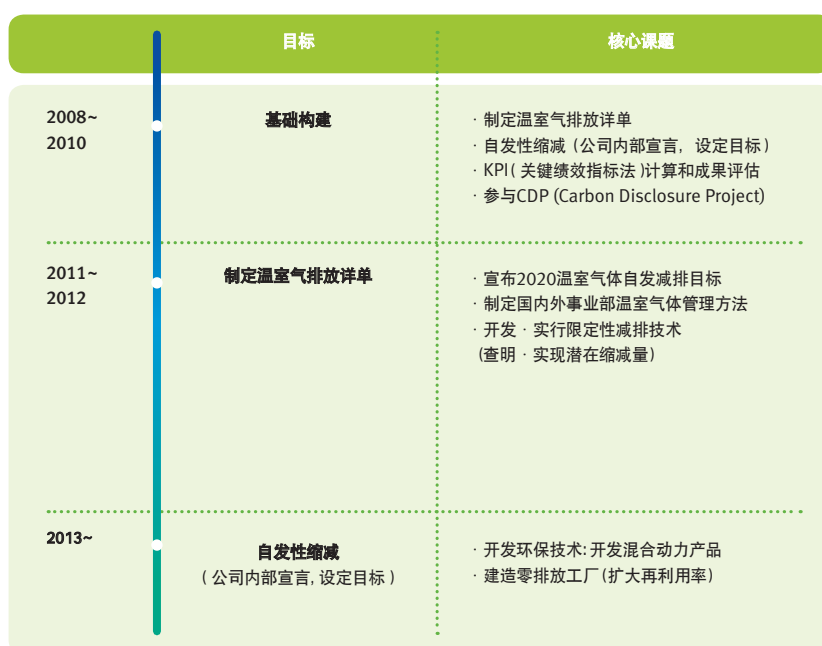 目标
核心课题
2008~
2010
基础构建
· 制定温室气排放详单
· 自发性缩减 (公司内部宣言, 设定目标)
· KPI( 关键绩效指标法 )计算和成果评估
· 参与CDP (Carbon Disclosure Project)
2011~
2012
制定温室气排放详单
· 宣布2020温室气体自发减排目标
· 制定国内外事业部温室气体管理方法
· 开发 · 实行限定性减排技术
(查明 · 实现潜在缩减量)
2013~
自发性缩减
( 公司内部宣言, 设定目标 )
· 开发环保技术: 开发混合动力产品
· 建造零排放工厂 (扩大再利用率)